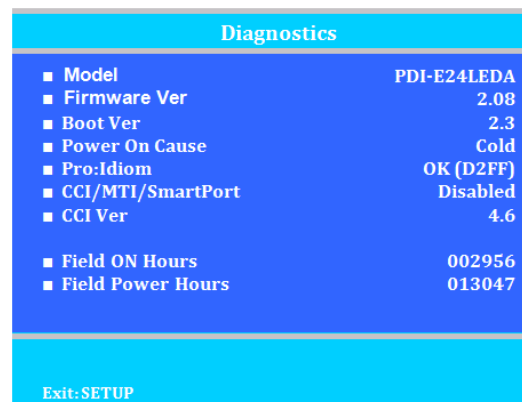 Diagnostics
■ Model PDI-E24LEDA
■ Firmware Ver 2.08
■ Boot Ver 2.3
■ Power On Cause Cold
■ Pro:Idiom OK (D2FF)
■ CCI/MTI/SmartPort Disabled
■ CCI Ver 4.6
■ Field ON Hours 002956
■ Field Power Hours 013047
Exit:SETUP